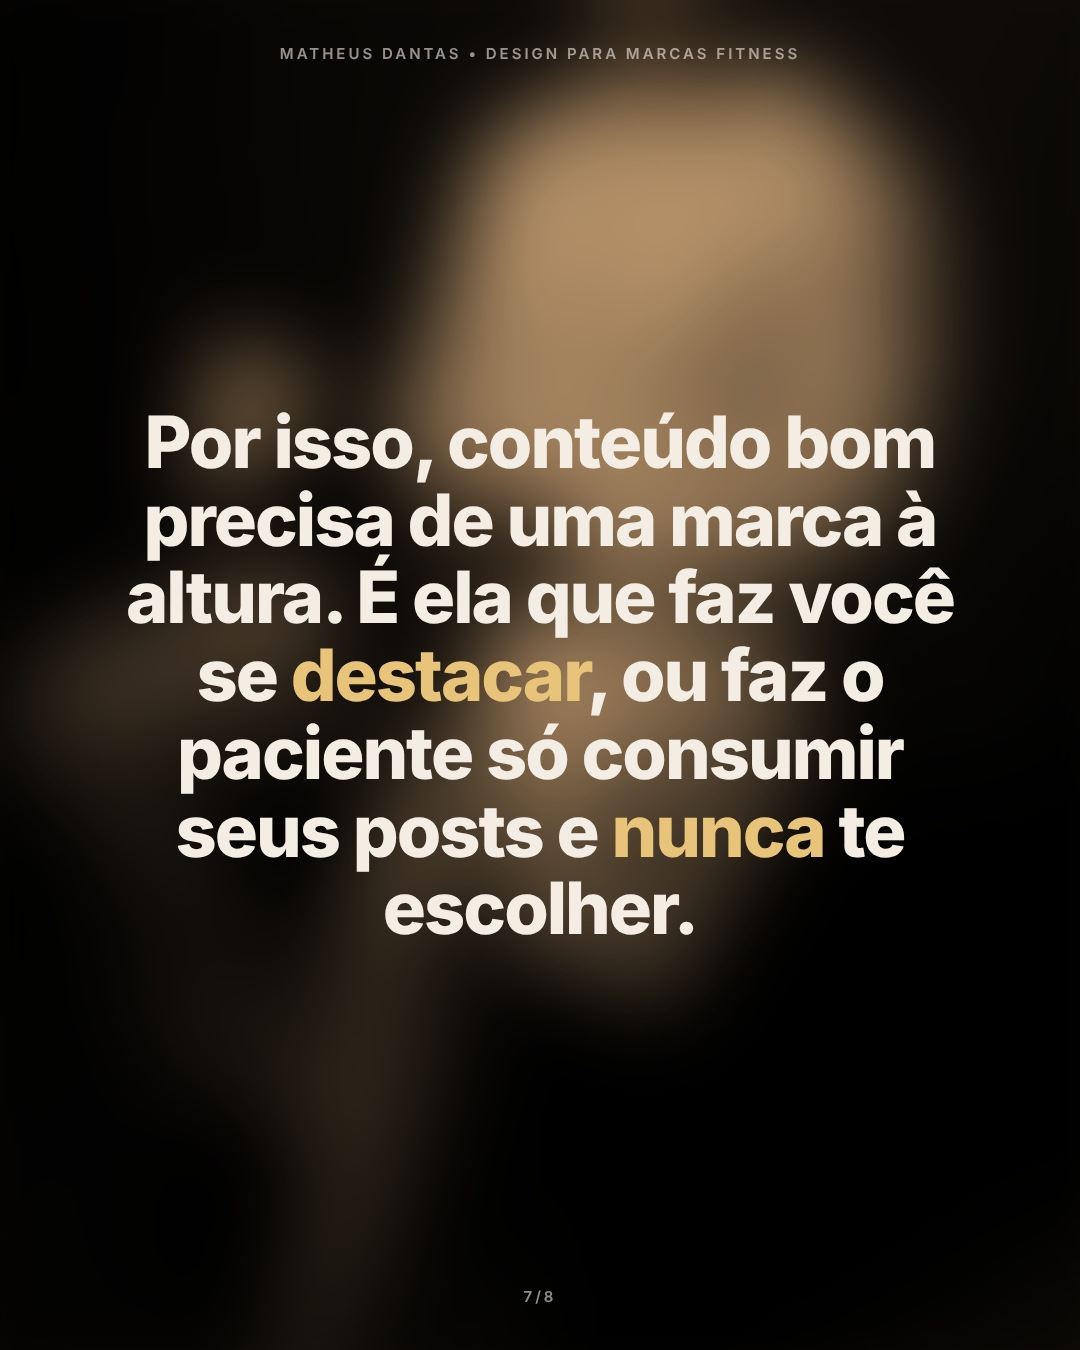 MATHEUS DANTAS • DESIGN PARA MARCAS FITNESS
Por isso, conteúdo bom
precisa de uma marca à
altura. É ela que faz você
se destacar, ou faz o
paciente só consumir
seus posts e nunca te
escolher.
7/8